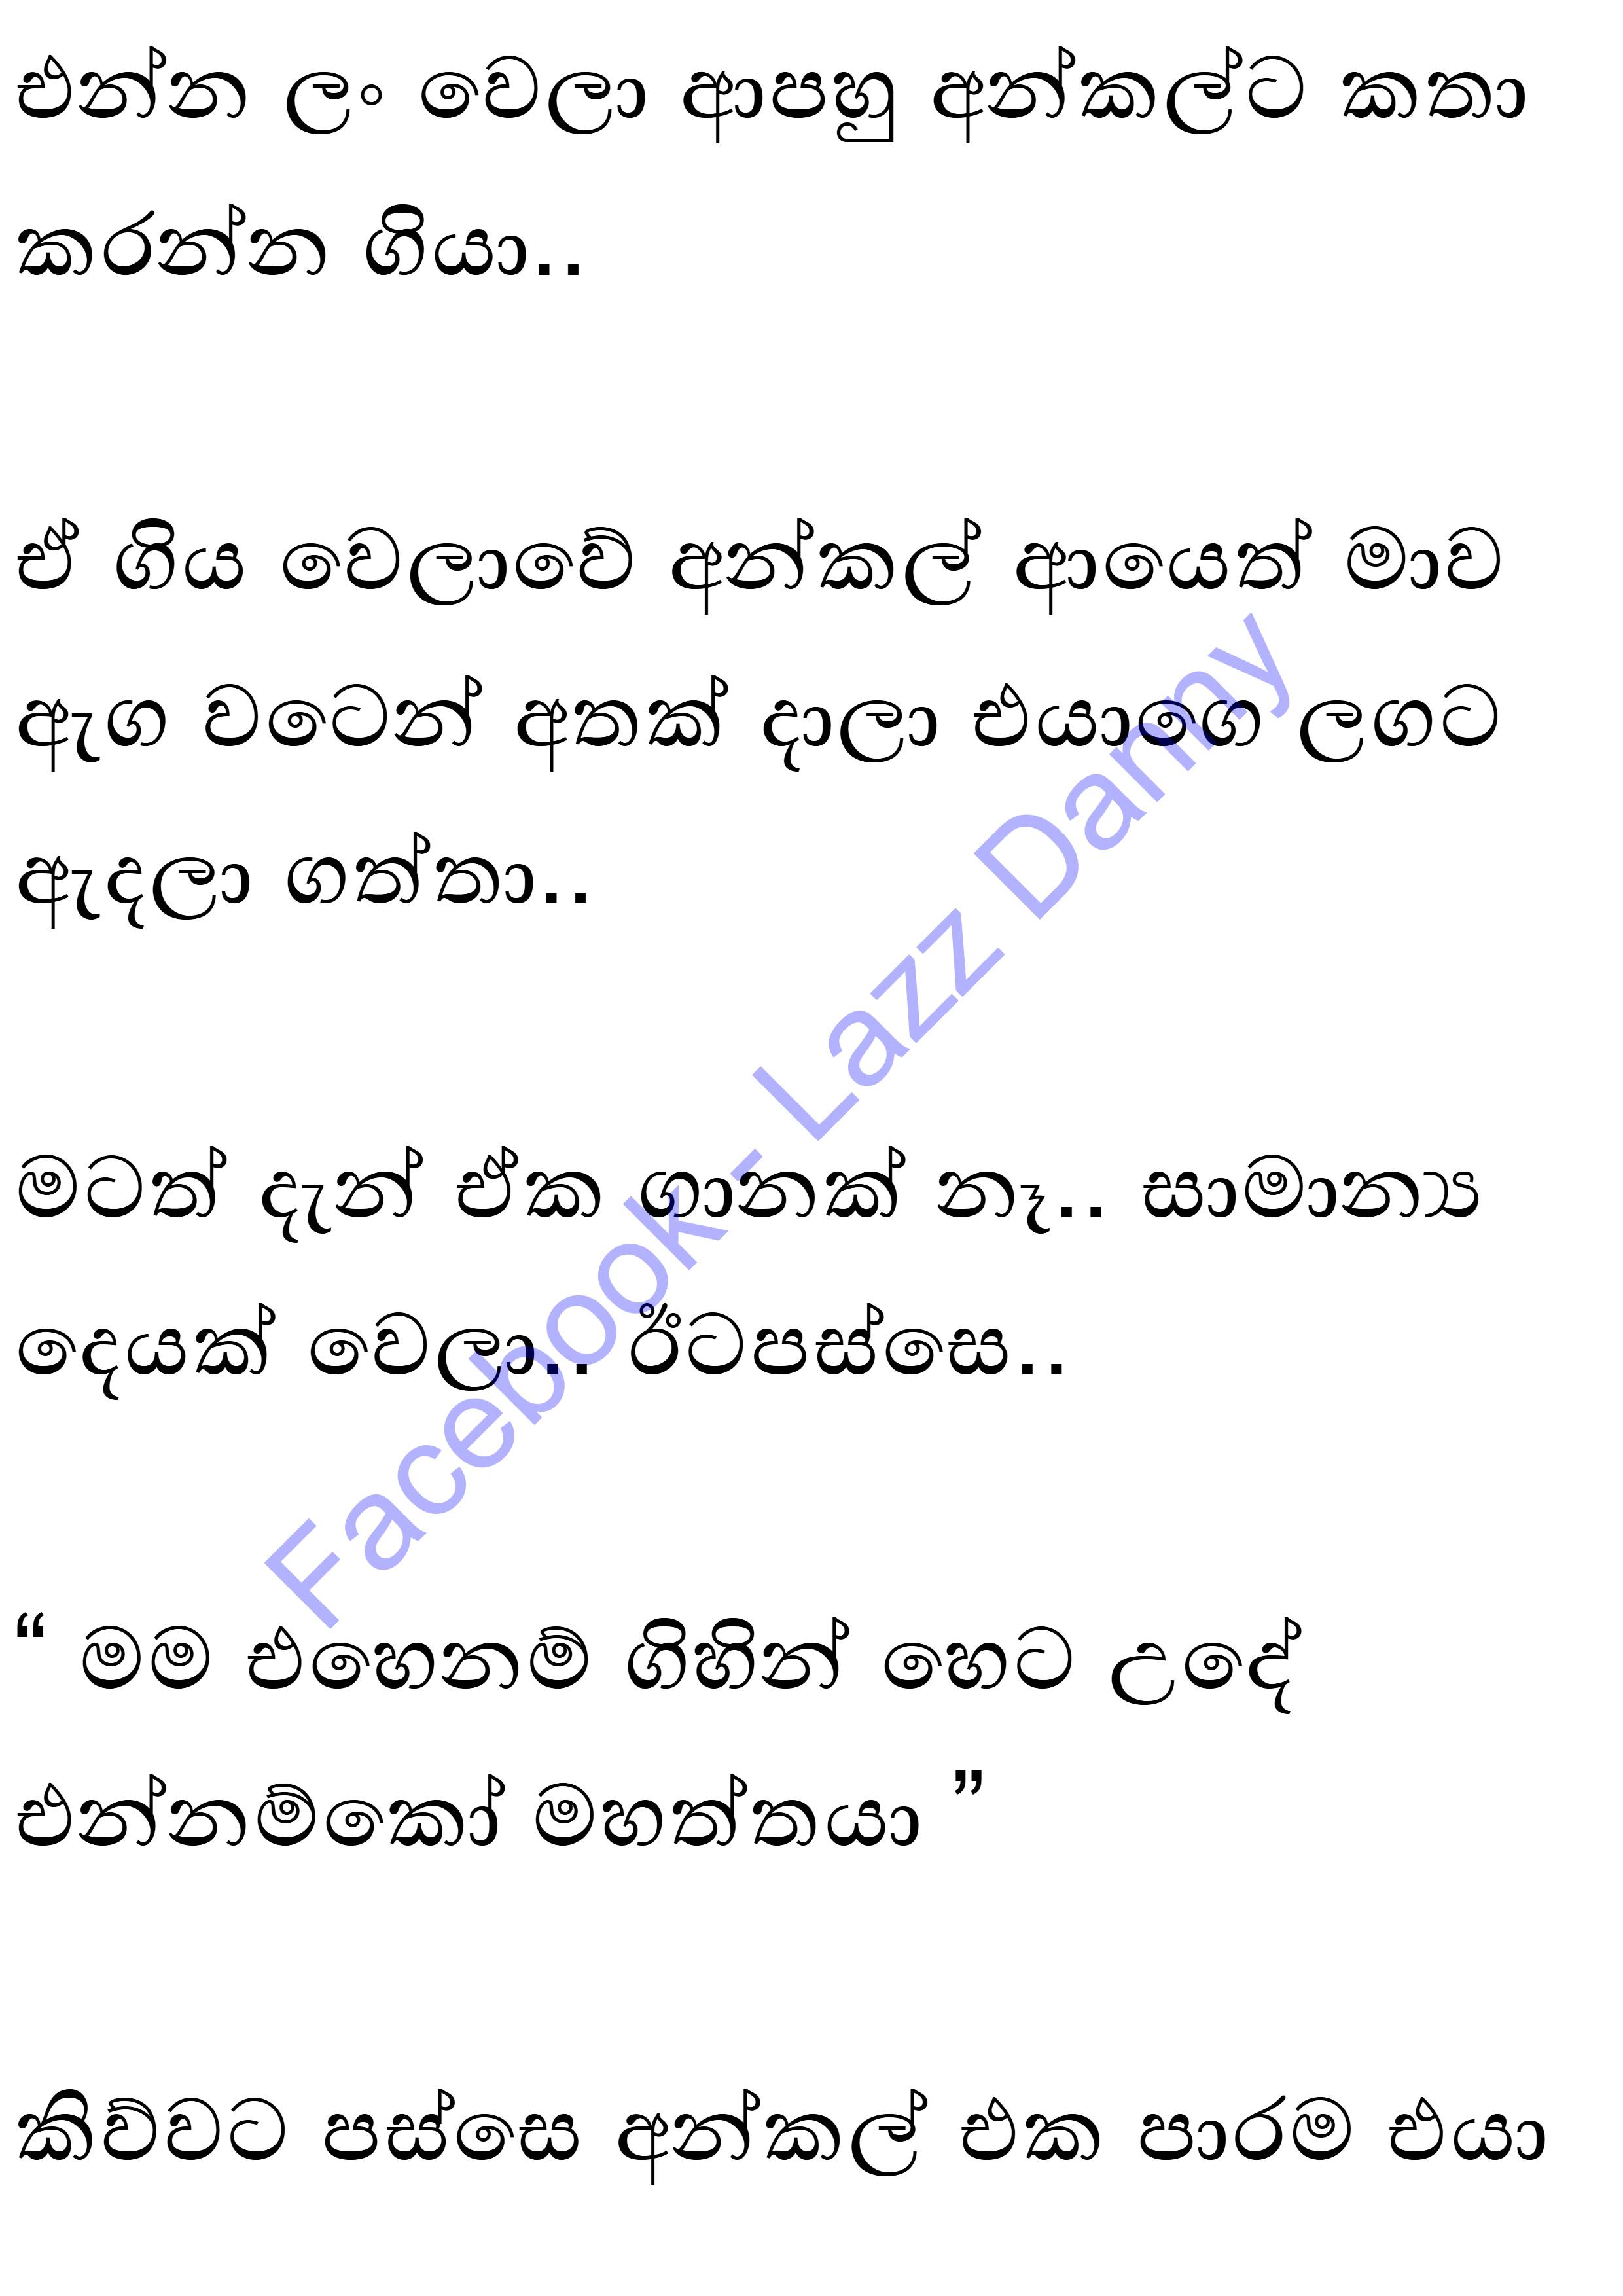 එන්න ලං වෙලා ආපහු අන්කල්ට කතා
කරන්න ගියා..
ඒ ගිය වෙලාවේ අන්කල් ආයෙත් මාව
ඇග වටෙන් අතක් දාලා එයාගෙ ලගට
ඇදලා ගත්තා..
මටත් දැන් ඒක ගානක් නෑ.. සාමාන්‍ය
දෙයක් වෙලා.. ඊටපස්සෙ..
“ මම එහෙනම් ගිහින් හෙට උදේ
එන්නම්කෝ මහත්තයා ”
කිව්වට පස්සෙ අන්කල් එක පාරම එයා
Facebook - Lazz Danny